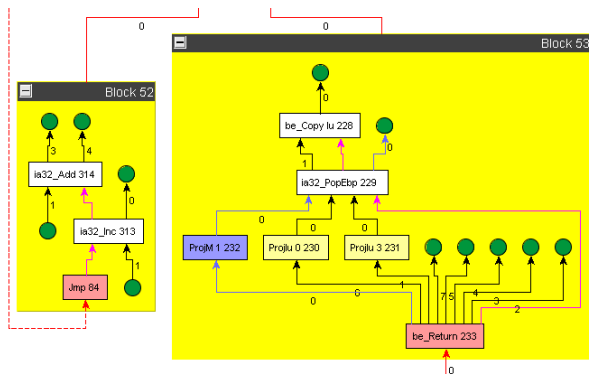 0
0
Block 52
Block 53
0
be_Copy Iu 228
3
4
0
1
ia32_Add 314
ia32_PopEbp 229
0
1
0
0
0
ia32_Inc 313
ProjM 1 232
ProjIu 0 230
ProjIu 3 231
1
Jmp 84
0
6
1
7
5
4
3
2
be_Return 233
0